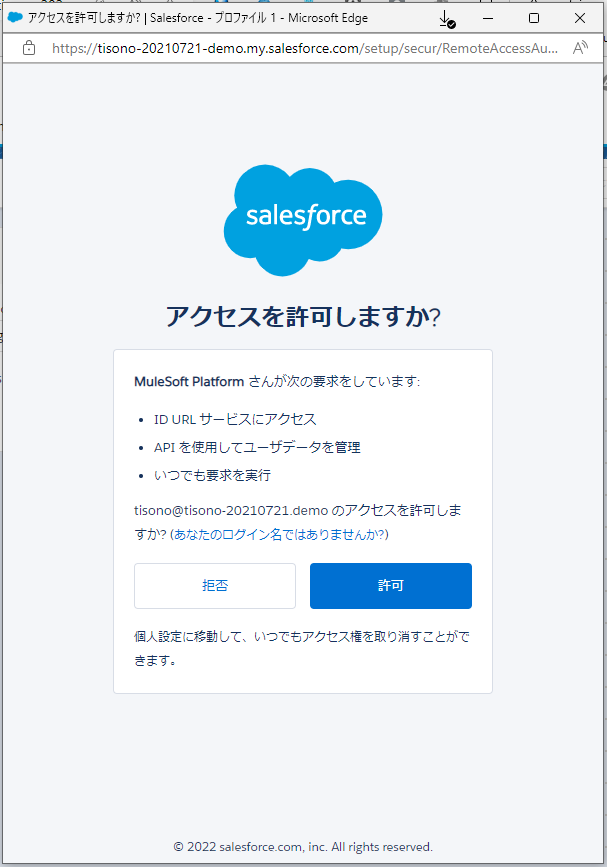 アクセスを許可しますか? | Salesforce - プロファイル 1 - Microsoft Edge
https://tisono-20210721-demo.my.salesforce.com/setup/secur/RemoteAccessAu...
salesforce
アクセスを許可しますか?
MuleSoft Platform さんが次の要求をしています:
• ID URL サービスにアクセス
• API を使用してユーザデータを管理
• いつでも要求を実行
tisono@tisono-20210721.demo のアクセスを許可しま
すか? (あなたのログイン名ではありませんか?)
拒否 許可
個人設定に移動して、いつでもアクセス権を取り消すことがで
きます。
© 2022 salesforce.com, inc. All rights reserved.